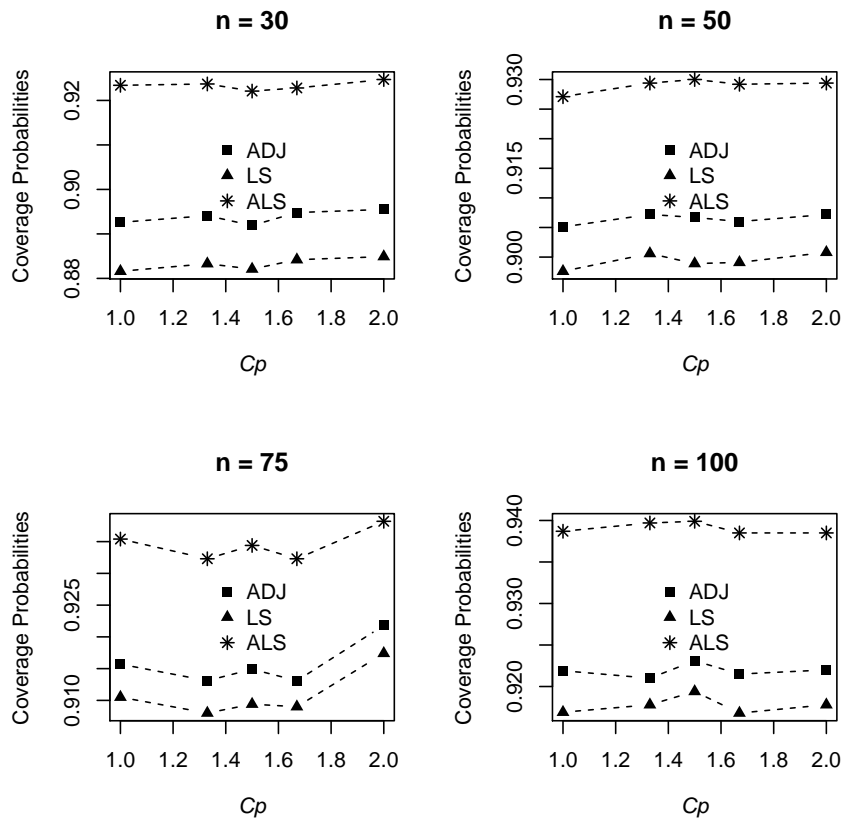 n = 30
Coverage Probabilities
0.92
0.90
0.88
ADJ
LS
ALS
1.0 1.2 1.4 1.6 1.8 2.0
Cp
n = 50
Coverage Probabilities
0.930
0.915
0.900
ADJ
LS
ALS
1.0 1.2 1.4 1.6 1.8 2.0
Cp
n = 75
Coverage Probabilities
0.925
0.910
ADJ
LS
ALS
1.0 1.2 1.4 1.6 1.8 2.0
Cp
n = 100
Coverage Probabilities
0.940
0.930
0.920
ADJ
LS
ALS
1.0 1.2 1.4 1.6 1.8 2.0
Cp